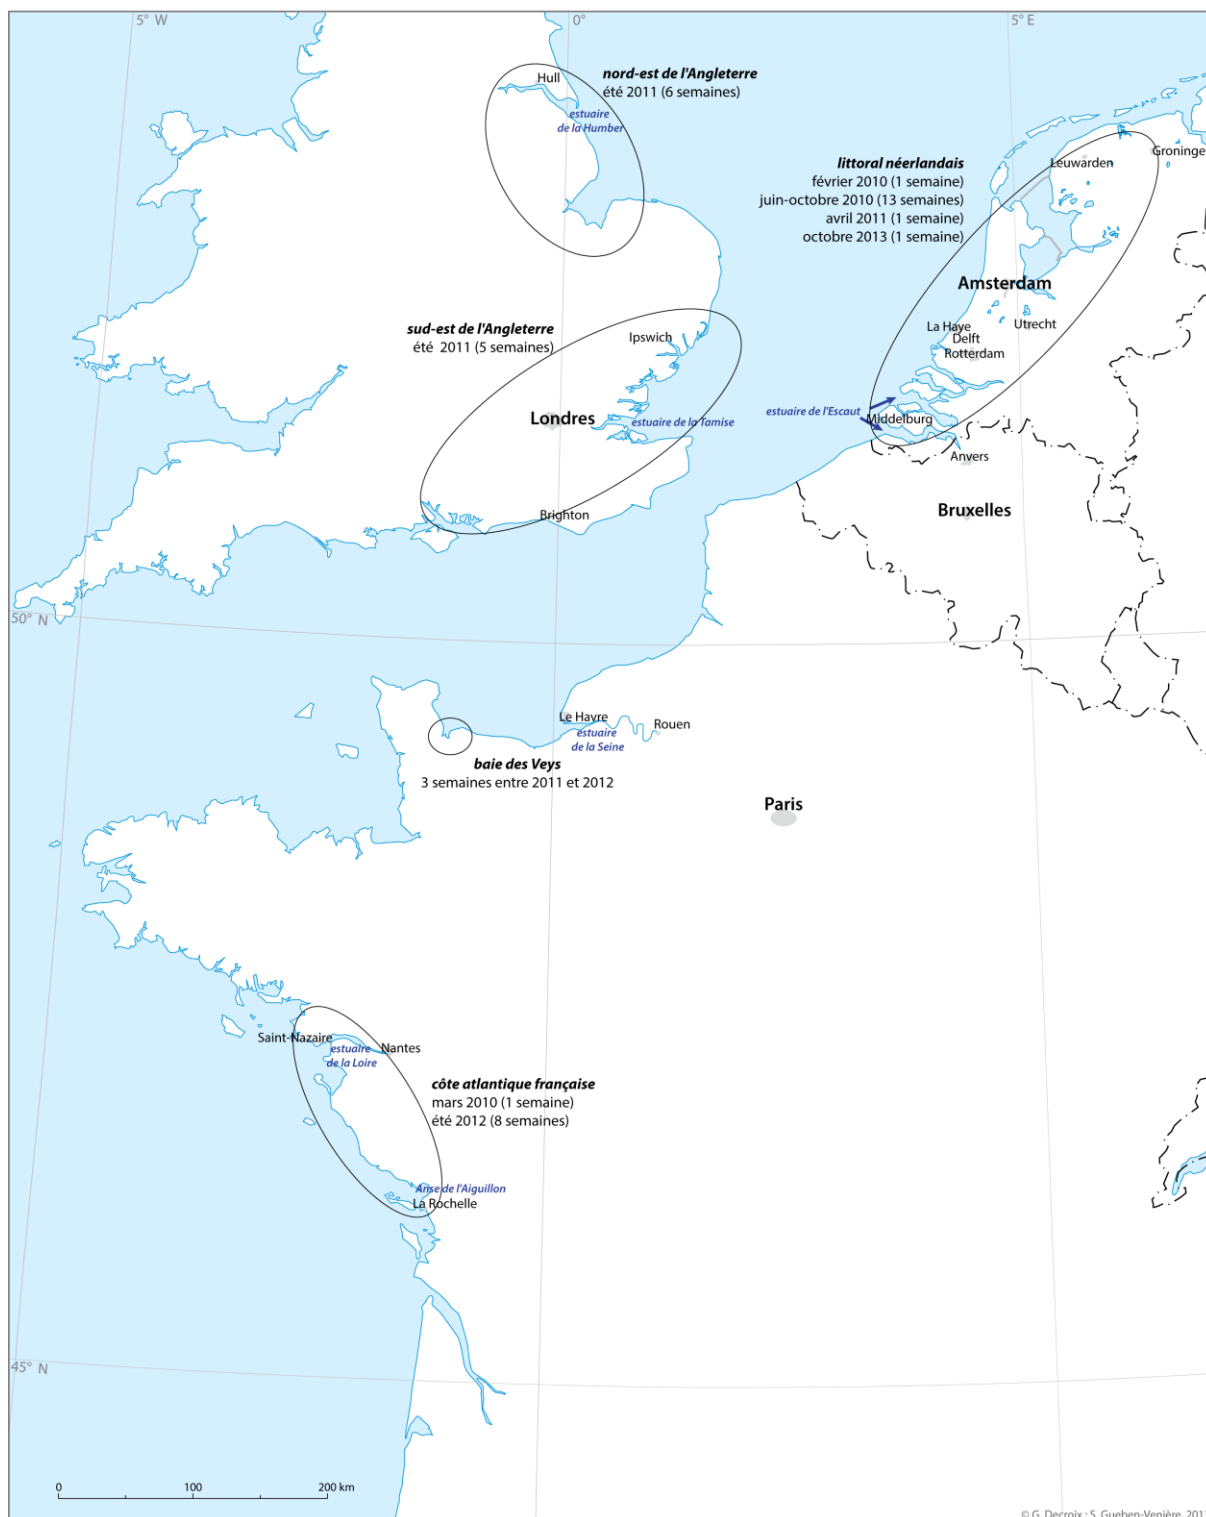 5° W
0°
5° E
Hull
nord-est de l'Angleterre
été 2011 (6 semaines)
estuaire
de la Humber
littoral néerlandais
février 2010 (1 semaine)
juin-octobre 2010 (13 semaines)
avril 2011 (1 semaine)
octobre 2013 (1 semaine)
Leuwarden
Groninge
Amsterdam
La Haye
Utrecht
Delft
Rotterdam
sud-est de l'Angleterre
été 2011 (5 semaines)
Ipswich
Londres
estuaire de la Tamise
estuaire de l'Escaut
Middelburg
Anvers
Brighton
Bruxelles
50° N
Le Havre
Rouen
estuaire
de la Seine
baie des Veys
3 semaines entre 2011 et 2012
Paris
Saint-Nazaire
Nantes
estuaire
de la Loire
côte atlantique française
mars 2010 (1 semaine)
été 2012 (8 semaines)
Anse de l'Aiguillon
La Rochelle
45° N
0 100 200 km
© G. Decroix ; S. Gueben-Venière, 201